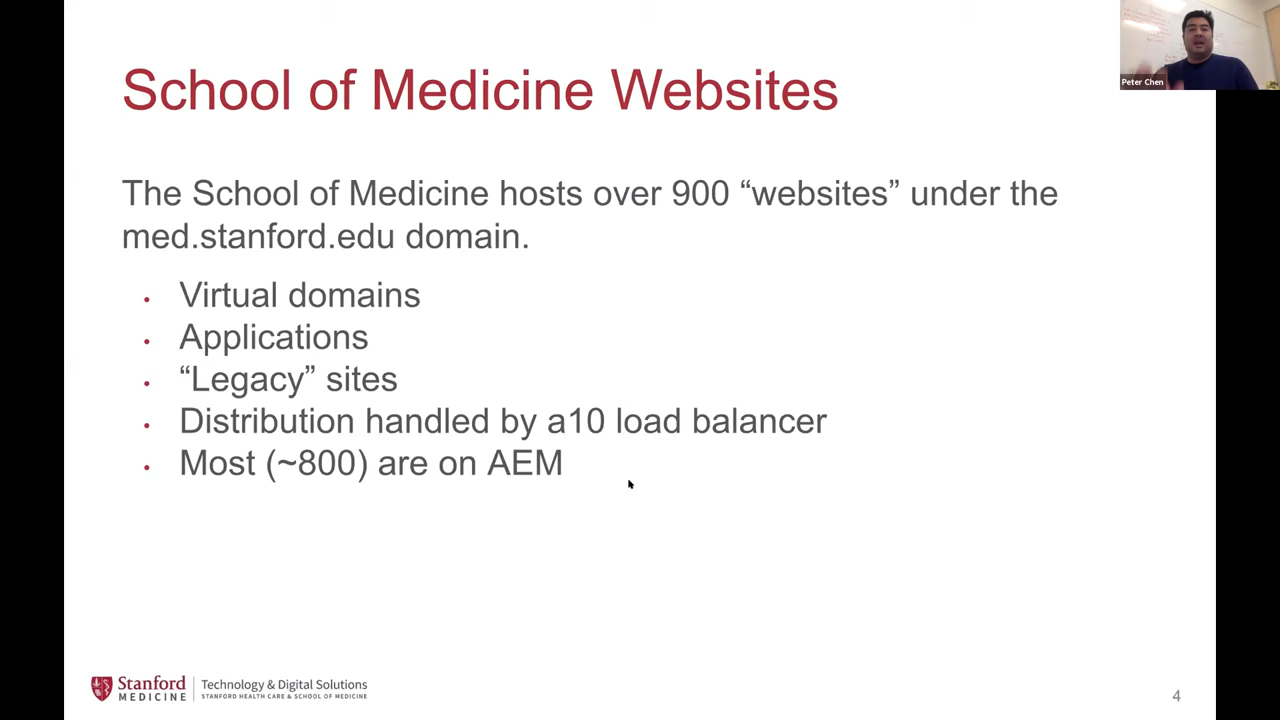 School of Medicine Websites
Peter Chen
The School of Medicine hosts over 900 “websites” under the
med.stanford.edu domain.
• Virtual domains
• Applications
• “Legacy” sites
• Distribution handled by a10 load balancer
• Most (~800) are on AEM
Stanford
MEDICINE
Technology & Digital Solutions
STANFORD HEALTH CARE & SCHOOL OF MEDICINE
4